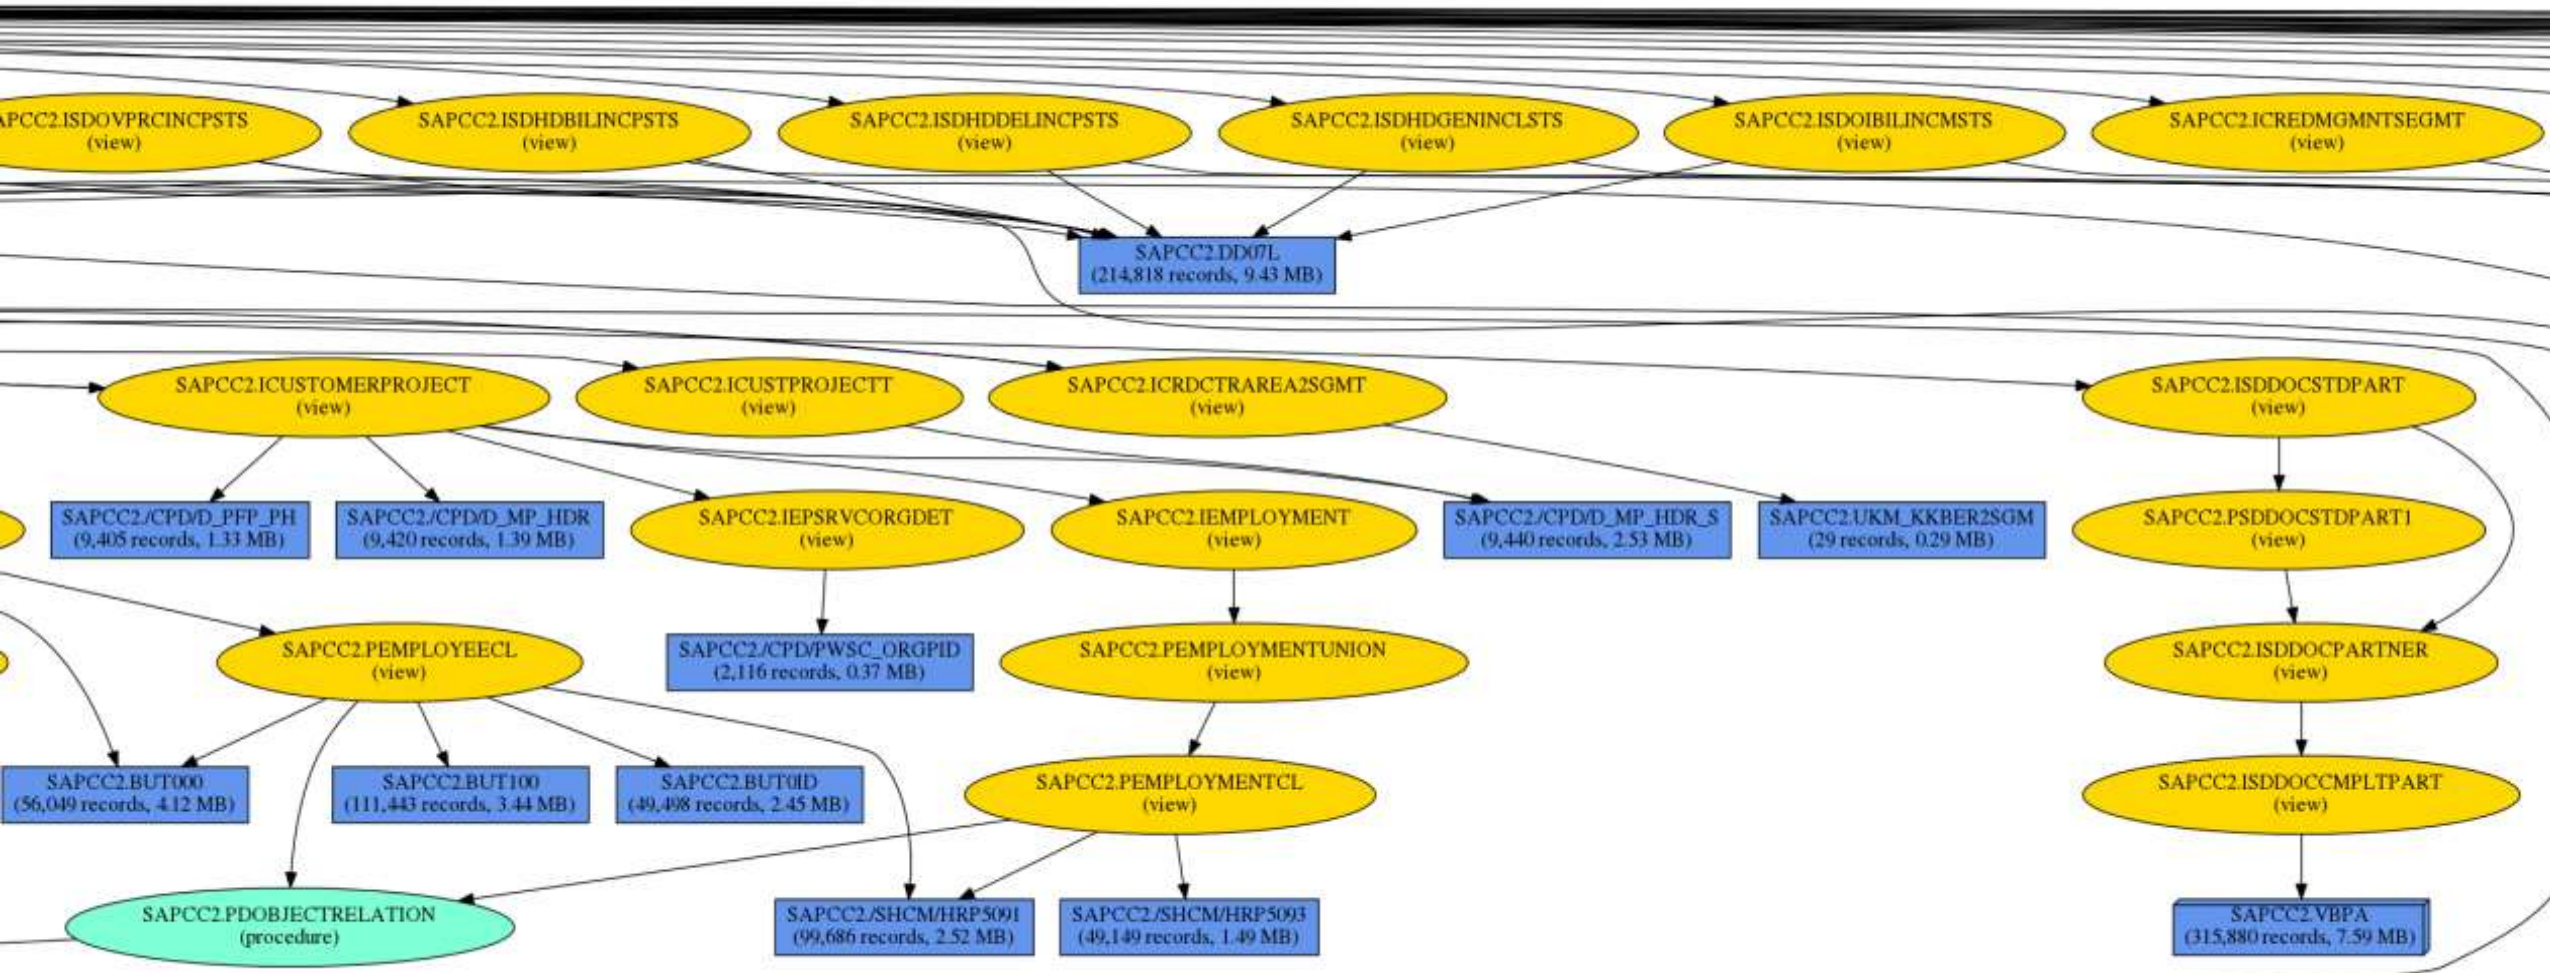 APCC2.ISDOVPRCINCPSTS
(view)
SAPCC2.ISDHDBILINCPSTS
(view)
SAPCC2.ISDHDDELINCPSTS
(view)
SAPCC2.ISDHDGENINCLSTS
(view)
SAPCC2.ISDOIBILINCMSTS
(view)
SAPCC2.ICREDMGMNTSEGMT
(view)
SAPCC2.DD07L
(214,818 records, 9.43 MB)
SAPCC2.ICUSTOMERPROJECT
(view)
SAPCC2.ICUSTPROJECTT
(view)
SAPCC2.ICRDCTRAREA2SGMT
(view)
SAPCC2.ISDDOCSTDPART
(view)
SAPCC2./CPD/D_PFP_PH
(9,405 records, 1.33 MB)
SAPCC2./CPD/D_MP_HDR
(9,420 records, 1.39 MB)
SAPCC2.IEPSRVCORGDET
(view)
SAPCC2.IEMPLOYMENT
(view)
SAPCC2./CPD/D_MP_HDR_S
(9,440 records, 2.53 MB)
SAPCC2.UKM_KKBER2SGM
(29 records, 0.29 MB)
SAPCC2.PSDDOCSTDPART1
(view)
SAPCC2.PEMPLOYEECL
(view)
SAPCC2./CPD/PWSC_ORGPID
(2,116 records, 0.37 MB)
SAPCC2.PEMPLOYMENTUNION
(view)
SAPCC2.ISDDOCPARTNER
(view)
SAPCC2.BUT000
(56,049 records, 4.12 MB)
SAPCC2.BUT100
(111,443 records, 3.44 MB)
SAPCC2.BUT0ID
(49,498 records, 2.45 MB)
SAPCC2.PEMPLOYMENTCL
(view)
SAPCC2.ISDDOCCMPLTPART
(view)
SAPCC2.PDOBJECTRELATION
(procedure)
SAPCC2./SHCM/HRP5091
(99,686 records, 2.52 MB)
SAPCC2./SHCM/HRP5093
(49,149 records, 1.49 MB)
SAPCC2.VBPA
(315,880 records, 7.59 MB)